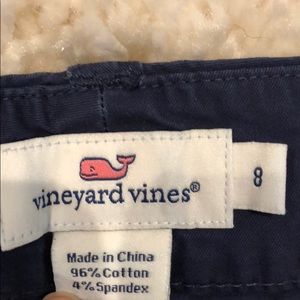 vineyard vines®
8
Made in China
96% Cotton
4% Spandex